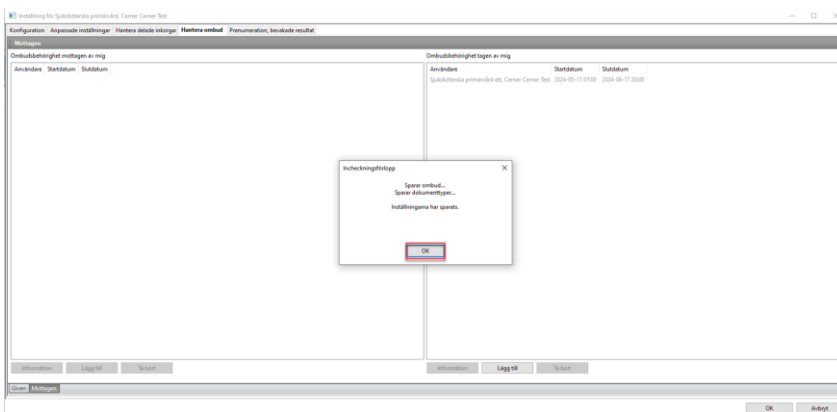 Inställning för Sjuksköterska primärvård, Cerner Cerner Test
Konfiguration Anpassade inställningar Hantera delade inkorgar Hantera ombud Prenumeration, bevakade resultat
Mottagen
Ombudsbehörighet mottagen av mig
Användare Startdatum Slutdatum
Ombudsbehörighet tagen av mig
Användare Startdatum Slutdatum
Sjuksköterska primärvård ett, Cerner Cerner Test 2024-05-17 07:00 2024-06-17 20:00
Incheckningsförlopp
Sparar ombud...
Sparar dokumenttyper...
Inställningarna har sparats.
OK
Information Lägg till Ta bort
Information Lägg till Ta bort
Given Mottagen
OK Avbryt